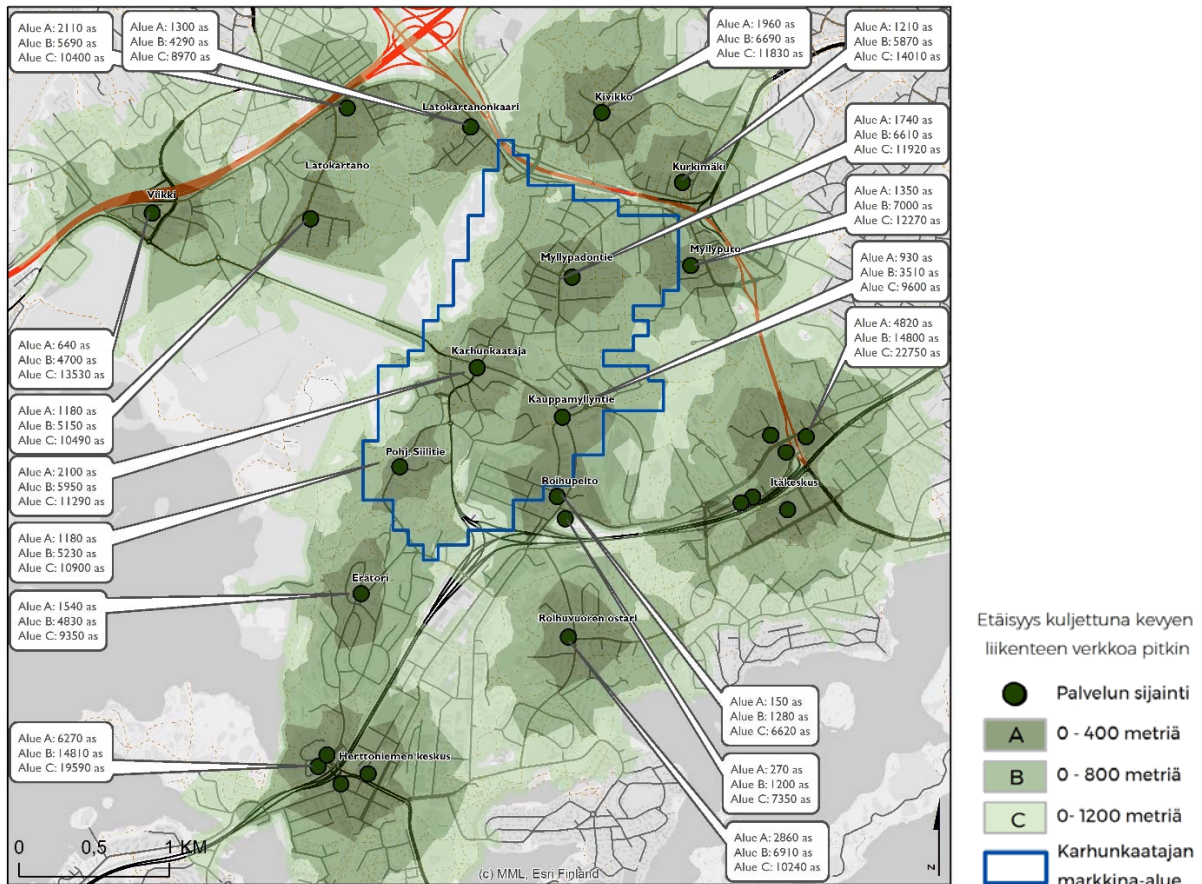 Alue A: 2110 as
Alue B: 5690 as
Alue C: 10400 as
Alue A: 1300 as
Alue B: 4290 as
Alue C: 8970 as
Alue A: 1960 as
Alue B: 6690 as
Alue C: 11830 as
Alue A: 1210 as
Alue B: 5870 as
Alue C: 14010 as
Alue A: 1740 as
Alue B: 6610 as
Alue C: 11920 as
Alue A: 1350 as
Alue B: 7000 as
Alue C: 12270 as
Alue A: 930 as
Alue B: 3510 as
Alue C: 9600 as
Alue A: 4820 as
Alue B: 14800 as
Alue C: 22750 as
Latokartanonkaari
Kivikko
Latokartano
Kurkimäki
Viikki
Myllypuro
Myllypadontie
Karhunkaataja
Kauppamyllyntie
Pohj. Siilitie
Roihupelto
Itäkeskus
Erätori
Roihuvuoren ostari
Herttoniemen keskus
Alue A: 640 as
Alue B: 4700 as
Alue C: 13530 as
Alue A: 1180 as
Alue B: 5150 as
Alue C: 10490 as
Alue A: 2100 as
Alue B: 5950 as
Alue C: 11290 as
Alue A: 1180 as
Alue B: 5230 as
Alue C: 10900 as
Alue A: 1540 as
Alue B: 4830 as
Alue C: 9350 as
Alue A: 6270 as
Alue B: 14810 as
Alue C: 19590 as
Alue A: 150 as
Alue B: 1280 as
Alue C: 6620 as
Alue A: 270 as
Alue B: 1200 as
Alue C: 7350 as
Alue A: 2860 as
Alue B: 6910 as
Alue C: 10240 as
0 0,5 1 KM
(c) MML, Esri Finland
N
Etäisyys kuljettuna kevyen
liikenteen verkkoa pitkin
Palvelun sijainti
A 0 - 400 metriä
B 0 - 800 metriä
C 0- 1200 metriä
Karhunkaatajan
markkina-alue